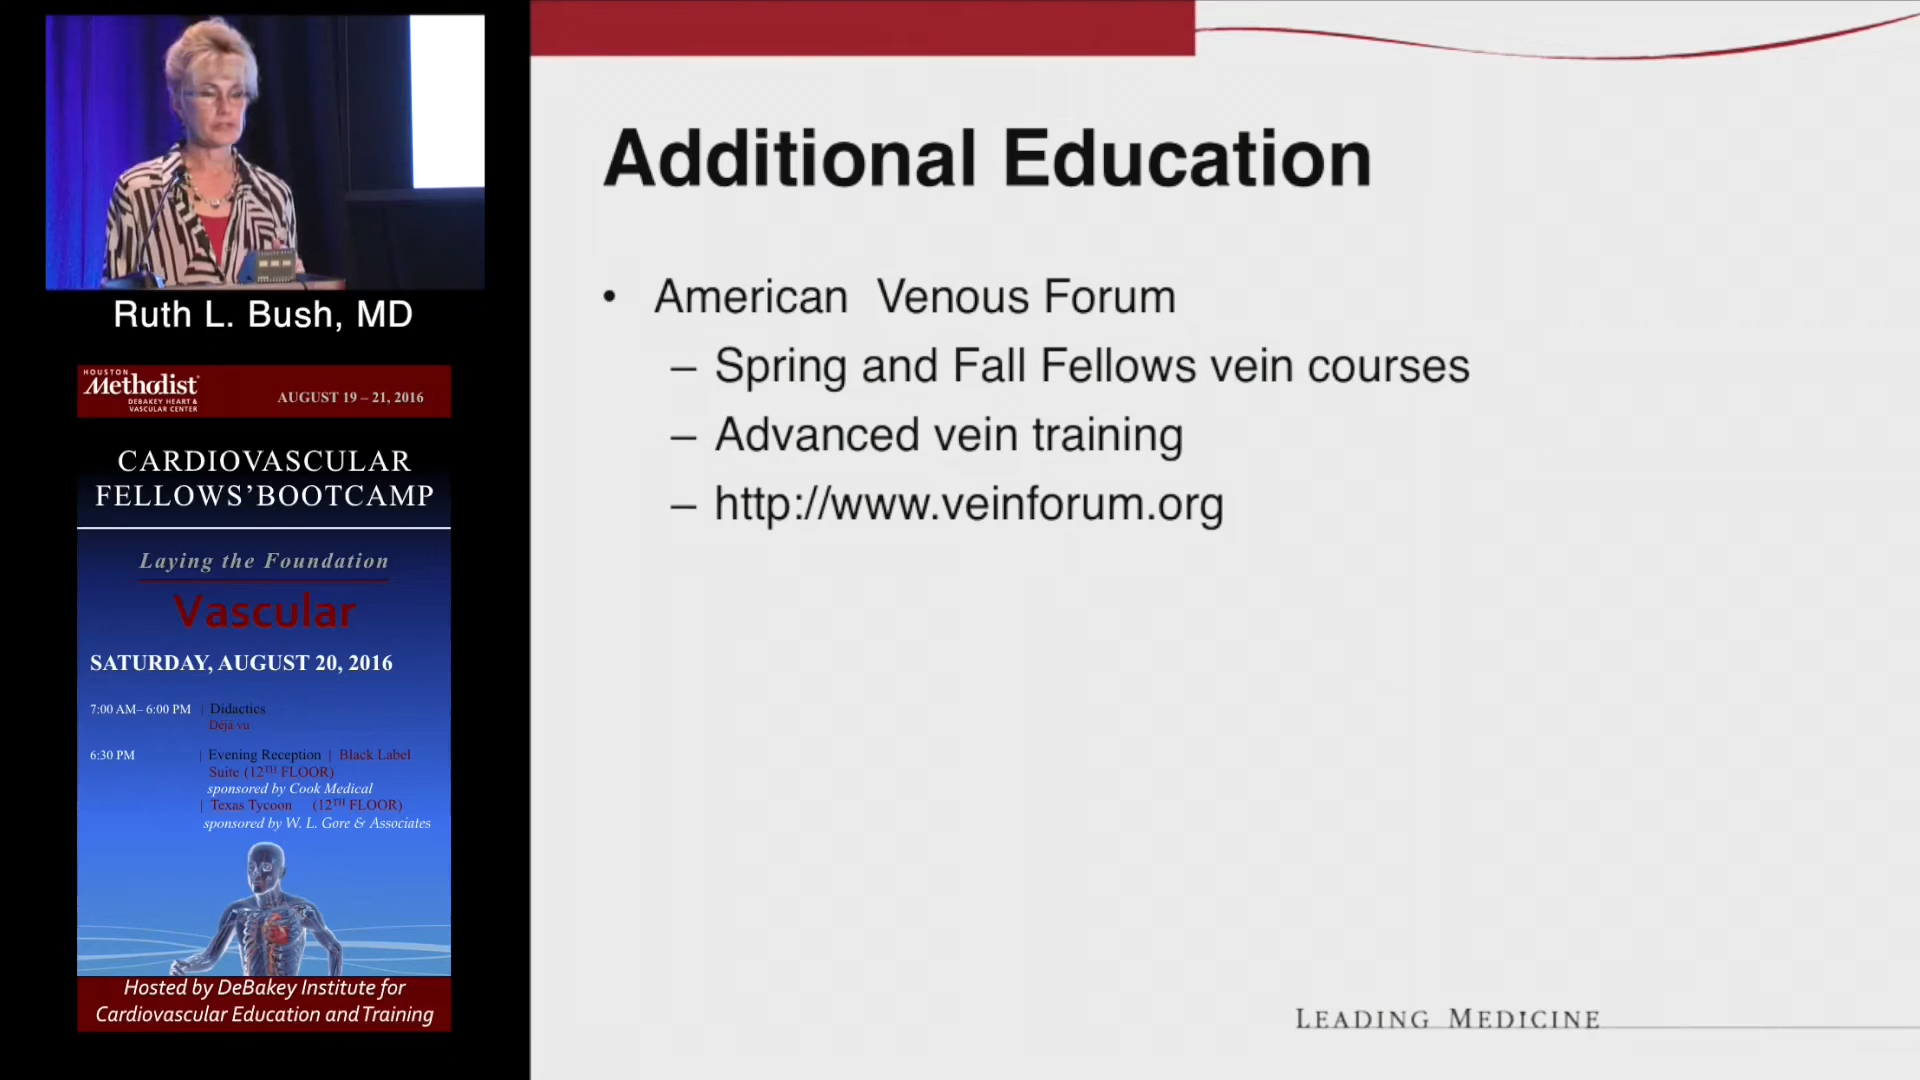 Ruth L. Bush, MD
HOUSTON
Methodist
DEBAKEY HEART &
VASCULAR CENTER
AUGUST 19 – 21, 2016
CARDIOVASCULAR
FELLOWS’BOOTCAMP
Laying the Foundation
Vascular
SATURDAY, AUGUST 20, 2016
7:00 AM– 6:00 PM | Didactics
Déjà vu
6:30 PM | Evening Reception | Black Label
Suite (12TH FLOOR)
sponsored by Cook Medical
| Texas Tycoon (12TH FLOOR)
sponsored by W. L. Gore & Associates
Hosted by DeBakey Institute for
Cardiovascular Education and Training
Additional Education
• American Venous Forum
– Spring and Fall Fellows vein courses
– Advanced vein training
– http://www.veinforum.org
LEADING MEDICINE